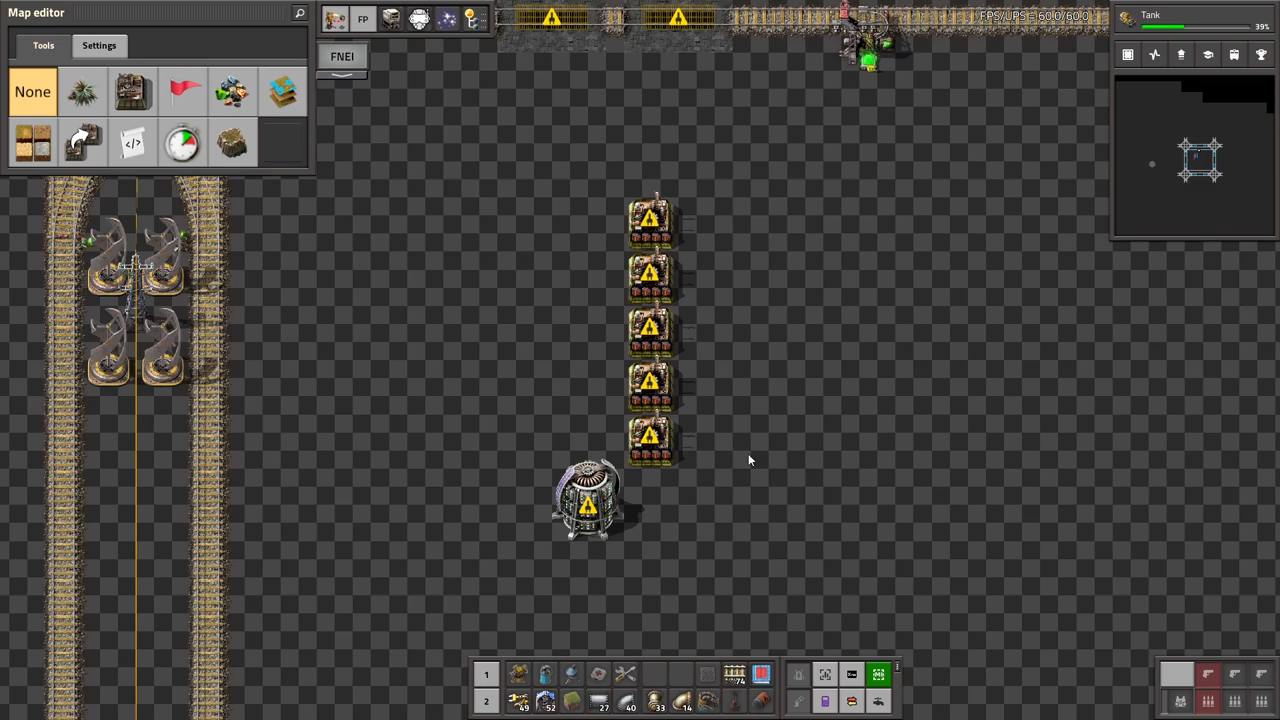 Map editor
FP
FPS/UPS = 60.0/60.0
Tank
39%
Tools
Settings
FNEI
None
</>
1
74
2
49
52
27
40
33
14